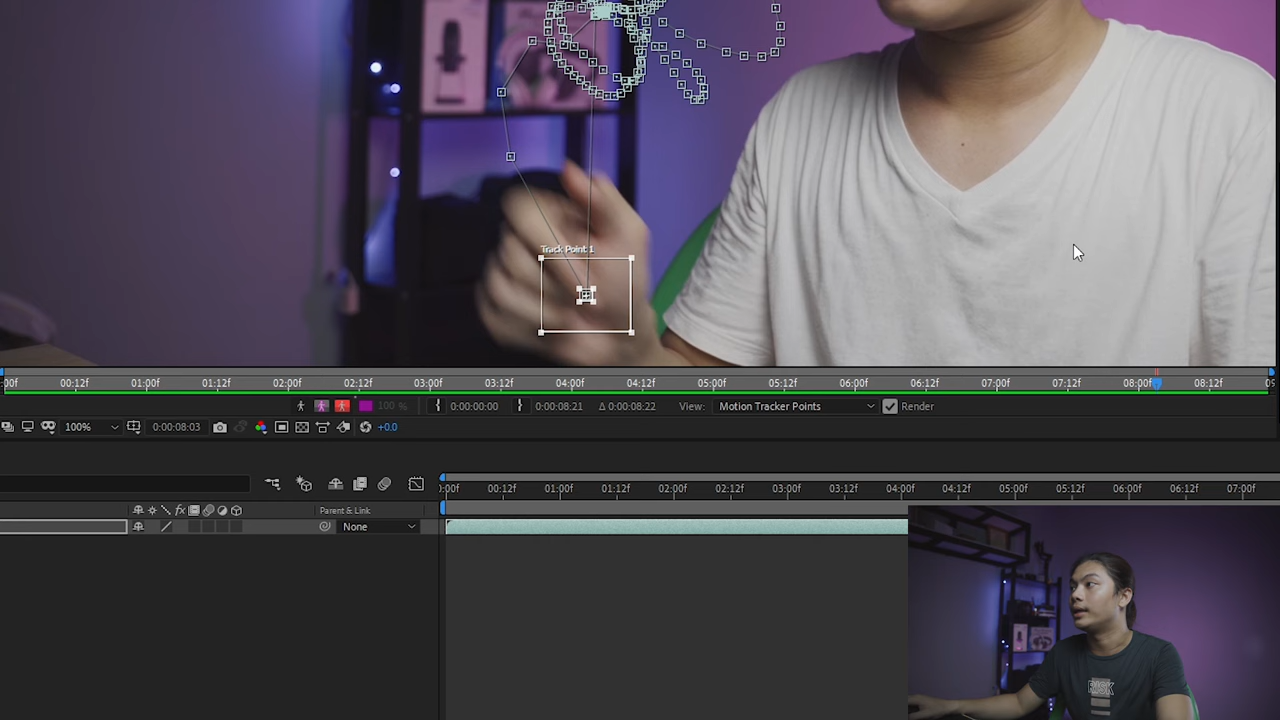 Track Point 1
:00f 00:12f 01:00f 01:12f 02:00f 02:12f 03:00f 03:12f 04:00f 04:12f 05:00f 05:12f 06:00f 06:12f 07:00f 07:12f 08:00f 08:12f 09
100 % 0:00:00:00 0:00:08:21 Δ 0:00:08:22 View: Motion Tracker Points Render
100% 0:00:08:03 +0.0
:00f 00:12f 01:00f 01:12f 02:00f 02:12f 03:00f 03:12f 04:00f 04:12f 05:00f 05:12f 06:00f 06:12f 07:00f
fx Parent & Link
None
RISK